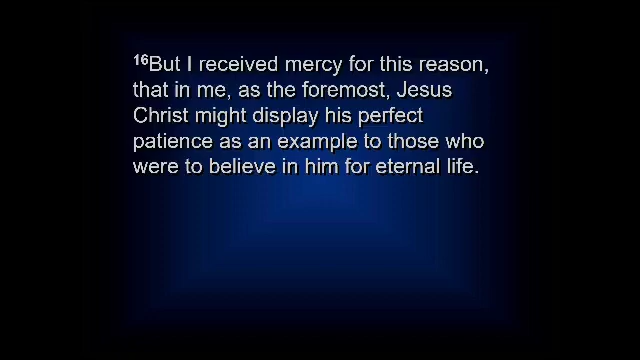 16But I received mercy for this reason,
that in me, as the foremost, Jesus
Christ might display his perfect
patience as an example to those who
were to believe in him for eternal life.